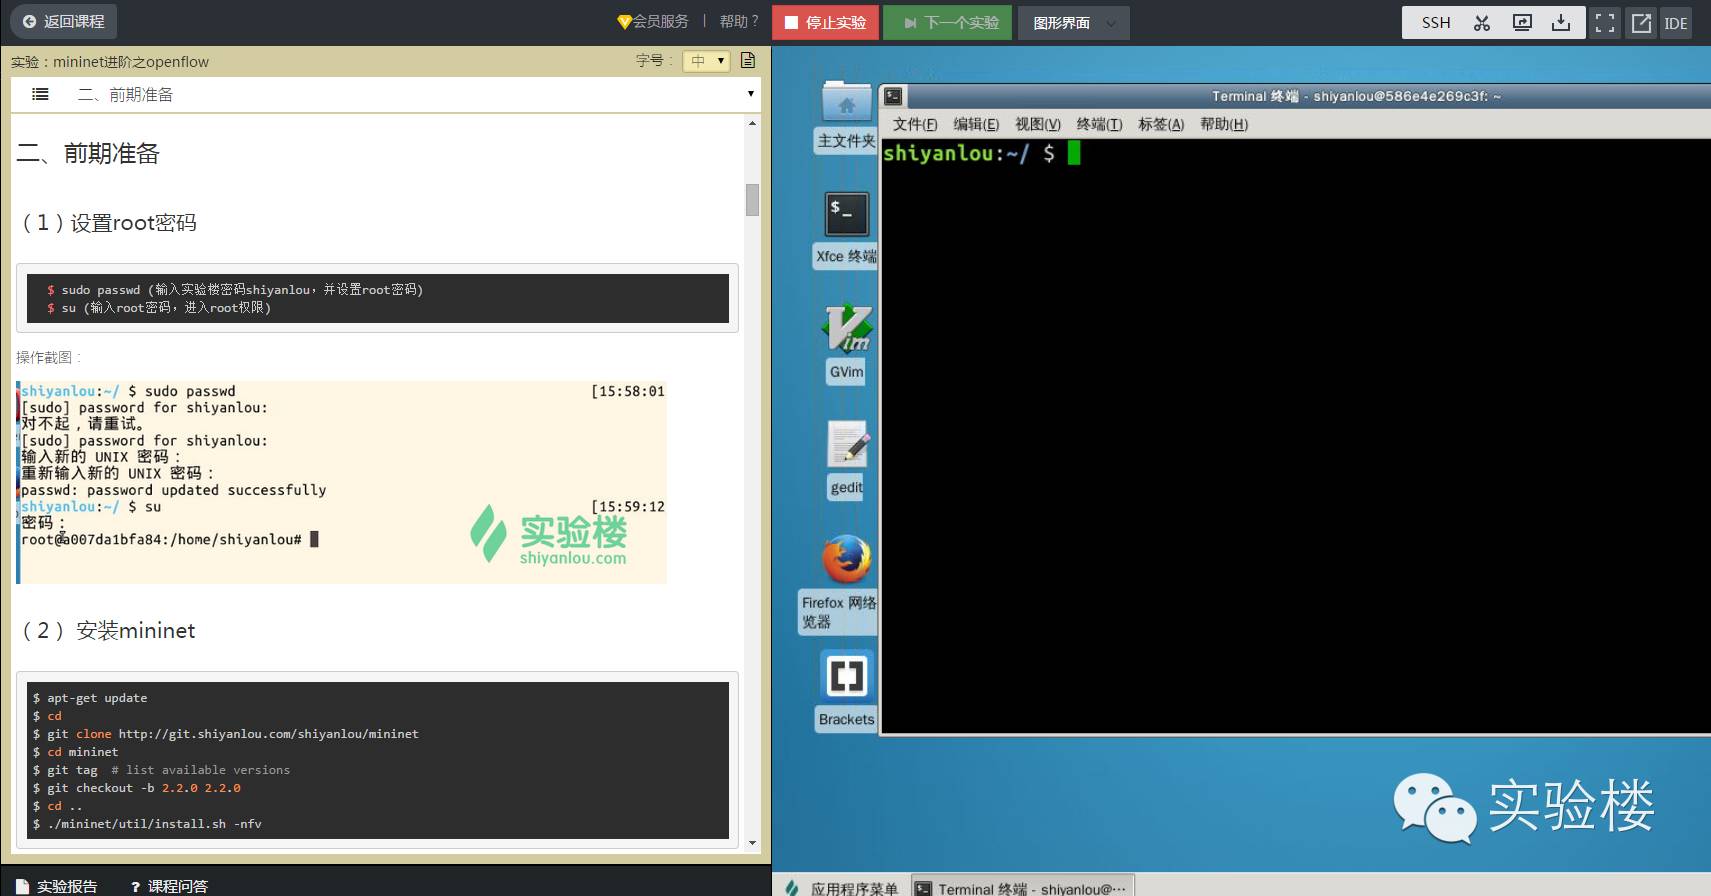 返回课程
会员服务 | 帮助 ?
停止实验
下一个实验
图形界面
SSH
IDE
实验：mininet进阶之openflow
字号：
中
二、前期准备
二、前期准备
（1）设置root密码
$ sudo passwd (输入实验楼密码shiyanlou，并设置root密码)
$ su (输入root密码，进入root权限)
操作截图：
shiyanlou:~/ $ sudo passwd [15:58:01
[sudo] password for shiyanlou:
对不起，请重试。
[sudo] password for shiyanlou:
输入新的 UNIX 密码：
重新输入新的 UNIX 密码：
passwd: password updated successfully
shiyanlou:~/ $ su [15:59:12
密码：
root@a007da1bfa84:/home/shiyanlou#
实验楼
shiyanlou.com
（2） 安装mininet
$ apt-get update
$ cd
$ git clone http://git.shiyanlou.com/shiyanlou/mininet
$ cd mininet
$ git tag  # list available versions
$ git checkout -b 2.2.0 2.2.0
$ cd ..
$ ./mininet/util/install.sh -nfv
实验报告
? 课程问答
主文件夹
Xfce 终端
GVim
gedit
Firefox 网络
览器
Brackets
Terminal 终端 - shiyanlou@586e4e269c3f: ~
文件(F) 编辑(E) 视图(V) 终端(T) 标签(A) 帮助(H)
shiyanlou:~/ $
实验楼
应用程序菜单
Terminal 终端 - shiyanlou@···